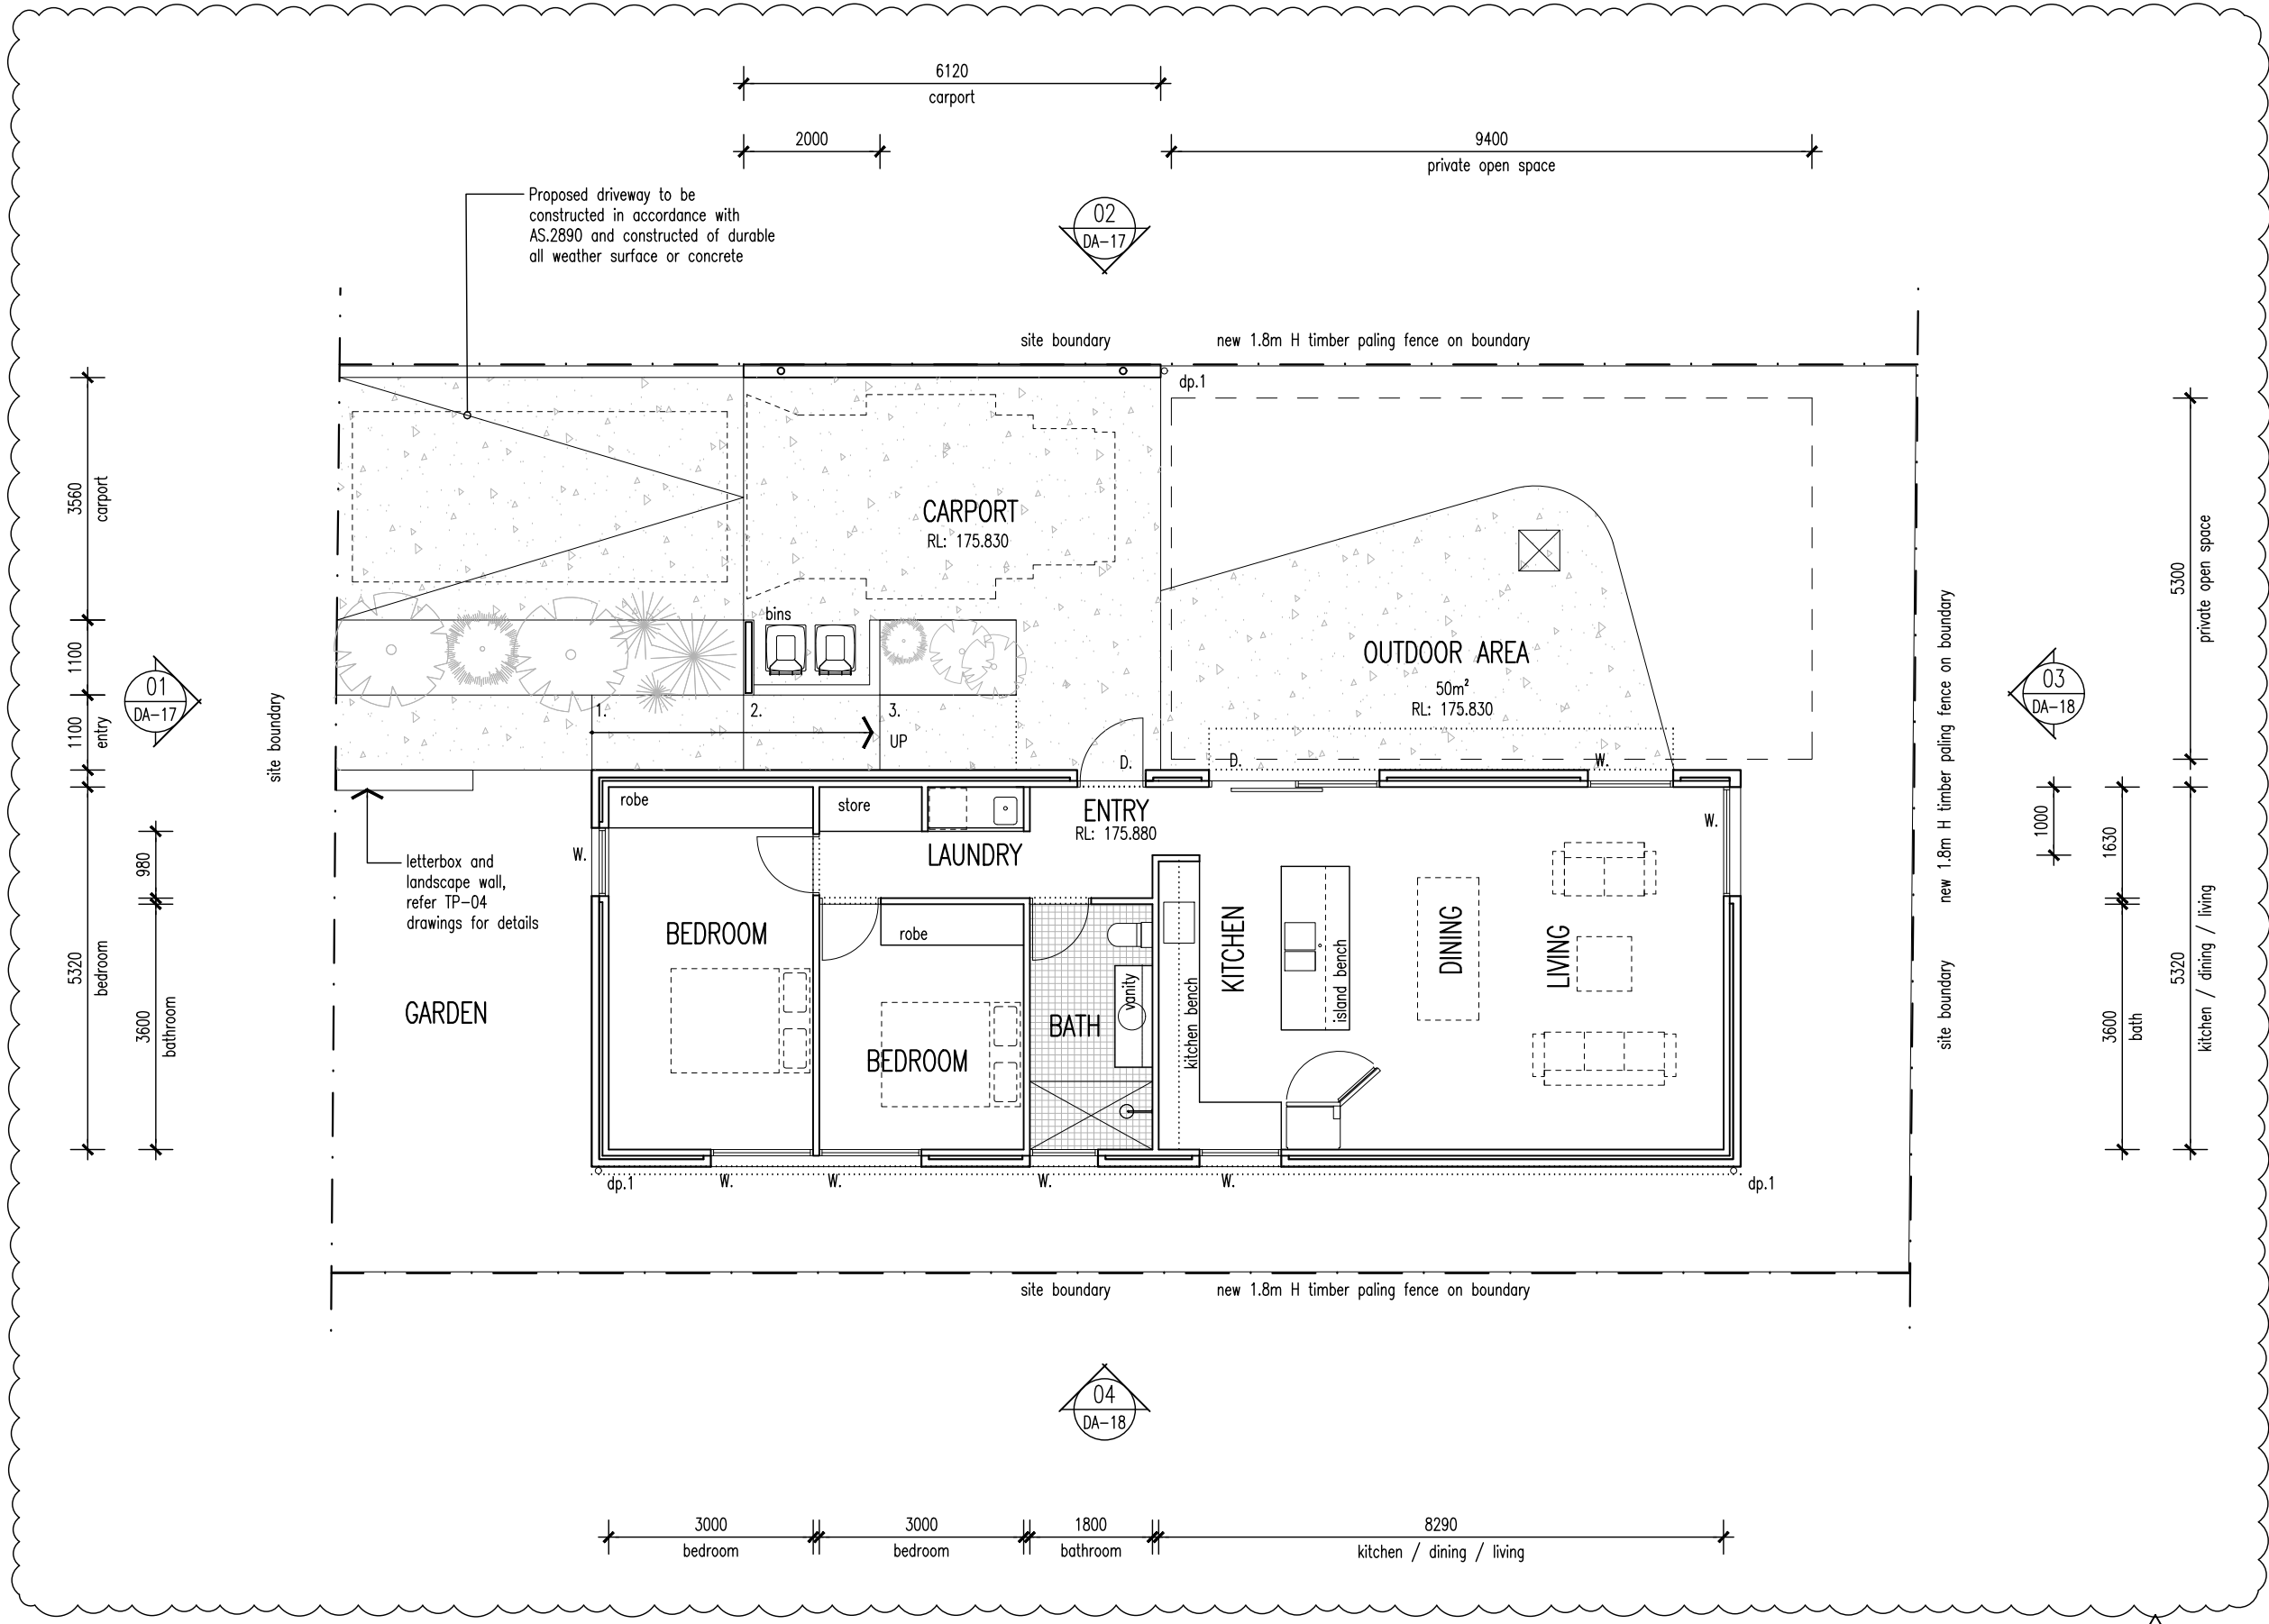 6120
carport
2000
9400
private open space
Proposed driveway to be
constructed in accordance with
AS.2890 and constructed of durable
all weather surface or concrete
02
DA-17
site boundary
new 1.8m H timber paling fence on boundary
dp.1
3560
carport
1100
1100
entry
5320
bedroom
980
3600
bathroom
01
DA-17
site boundary
CARPORT
RL: 175.830
bins
1.
2.
3.
UP
OUTDOOR AREA
50m²
RL: 175.830
D.
D.
W.
robe
store
ENTRY
RL: 175.880
LAUNDRY
W.
W.
letterbox and
landscape wall,
refer TP-04
drawings for details
GARDEN
BEDROOM
robe
BEDROOM
BATH
vanity
kitchen bench
KITCHEN
island bench
DINING
LIVING
dp.1
W.
W.
W.
W.
dp.1
new 1.8m H timber paling fence on boundary
site boundary
03
DA-18
5300
private open space
1000
1630
3600
bath
5320
kitchen / dining / living
site boundary
new 1.8m H timber paling fence on boundary
04
DA-18
3000
bedroom
3000
bedroom
1800
bathroom
8290
kitchen / dining / living